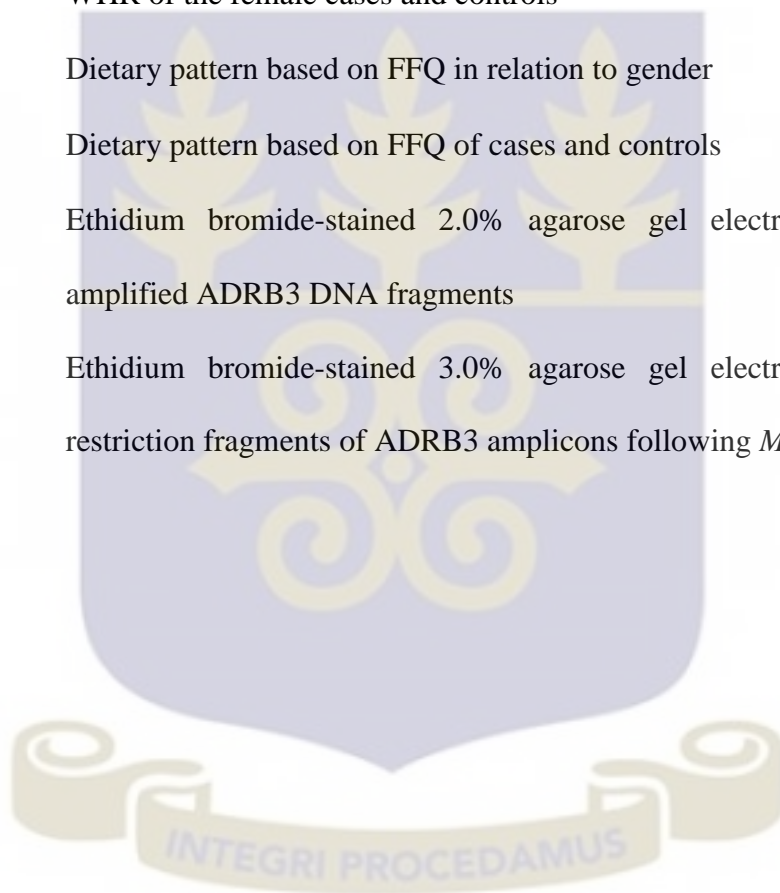 WHR of the female cases and controls
Dietary pattern based on FFQ in relation to gender
Dietary pattern based on FFQ of cases and controls
Ethidium bromide-stained 2.0% agarose gel electr
amplified ADRB3 DNA fragments
Ethidium bromide-stained 3.0% agarose gel electr
restriction fragments of ADRB3 amplicons following M
INTEGRI PROCEDAMUS